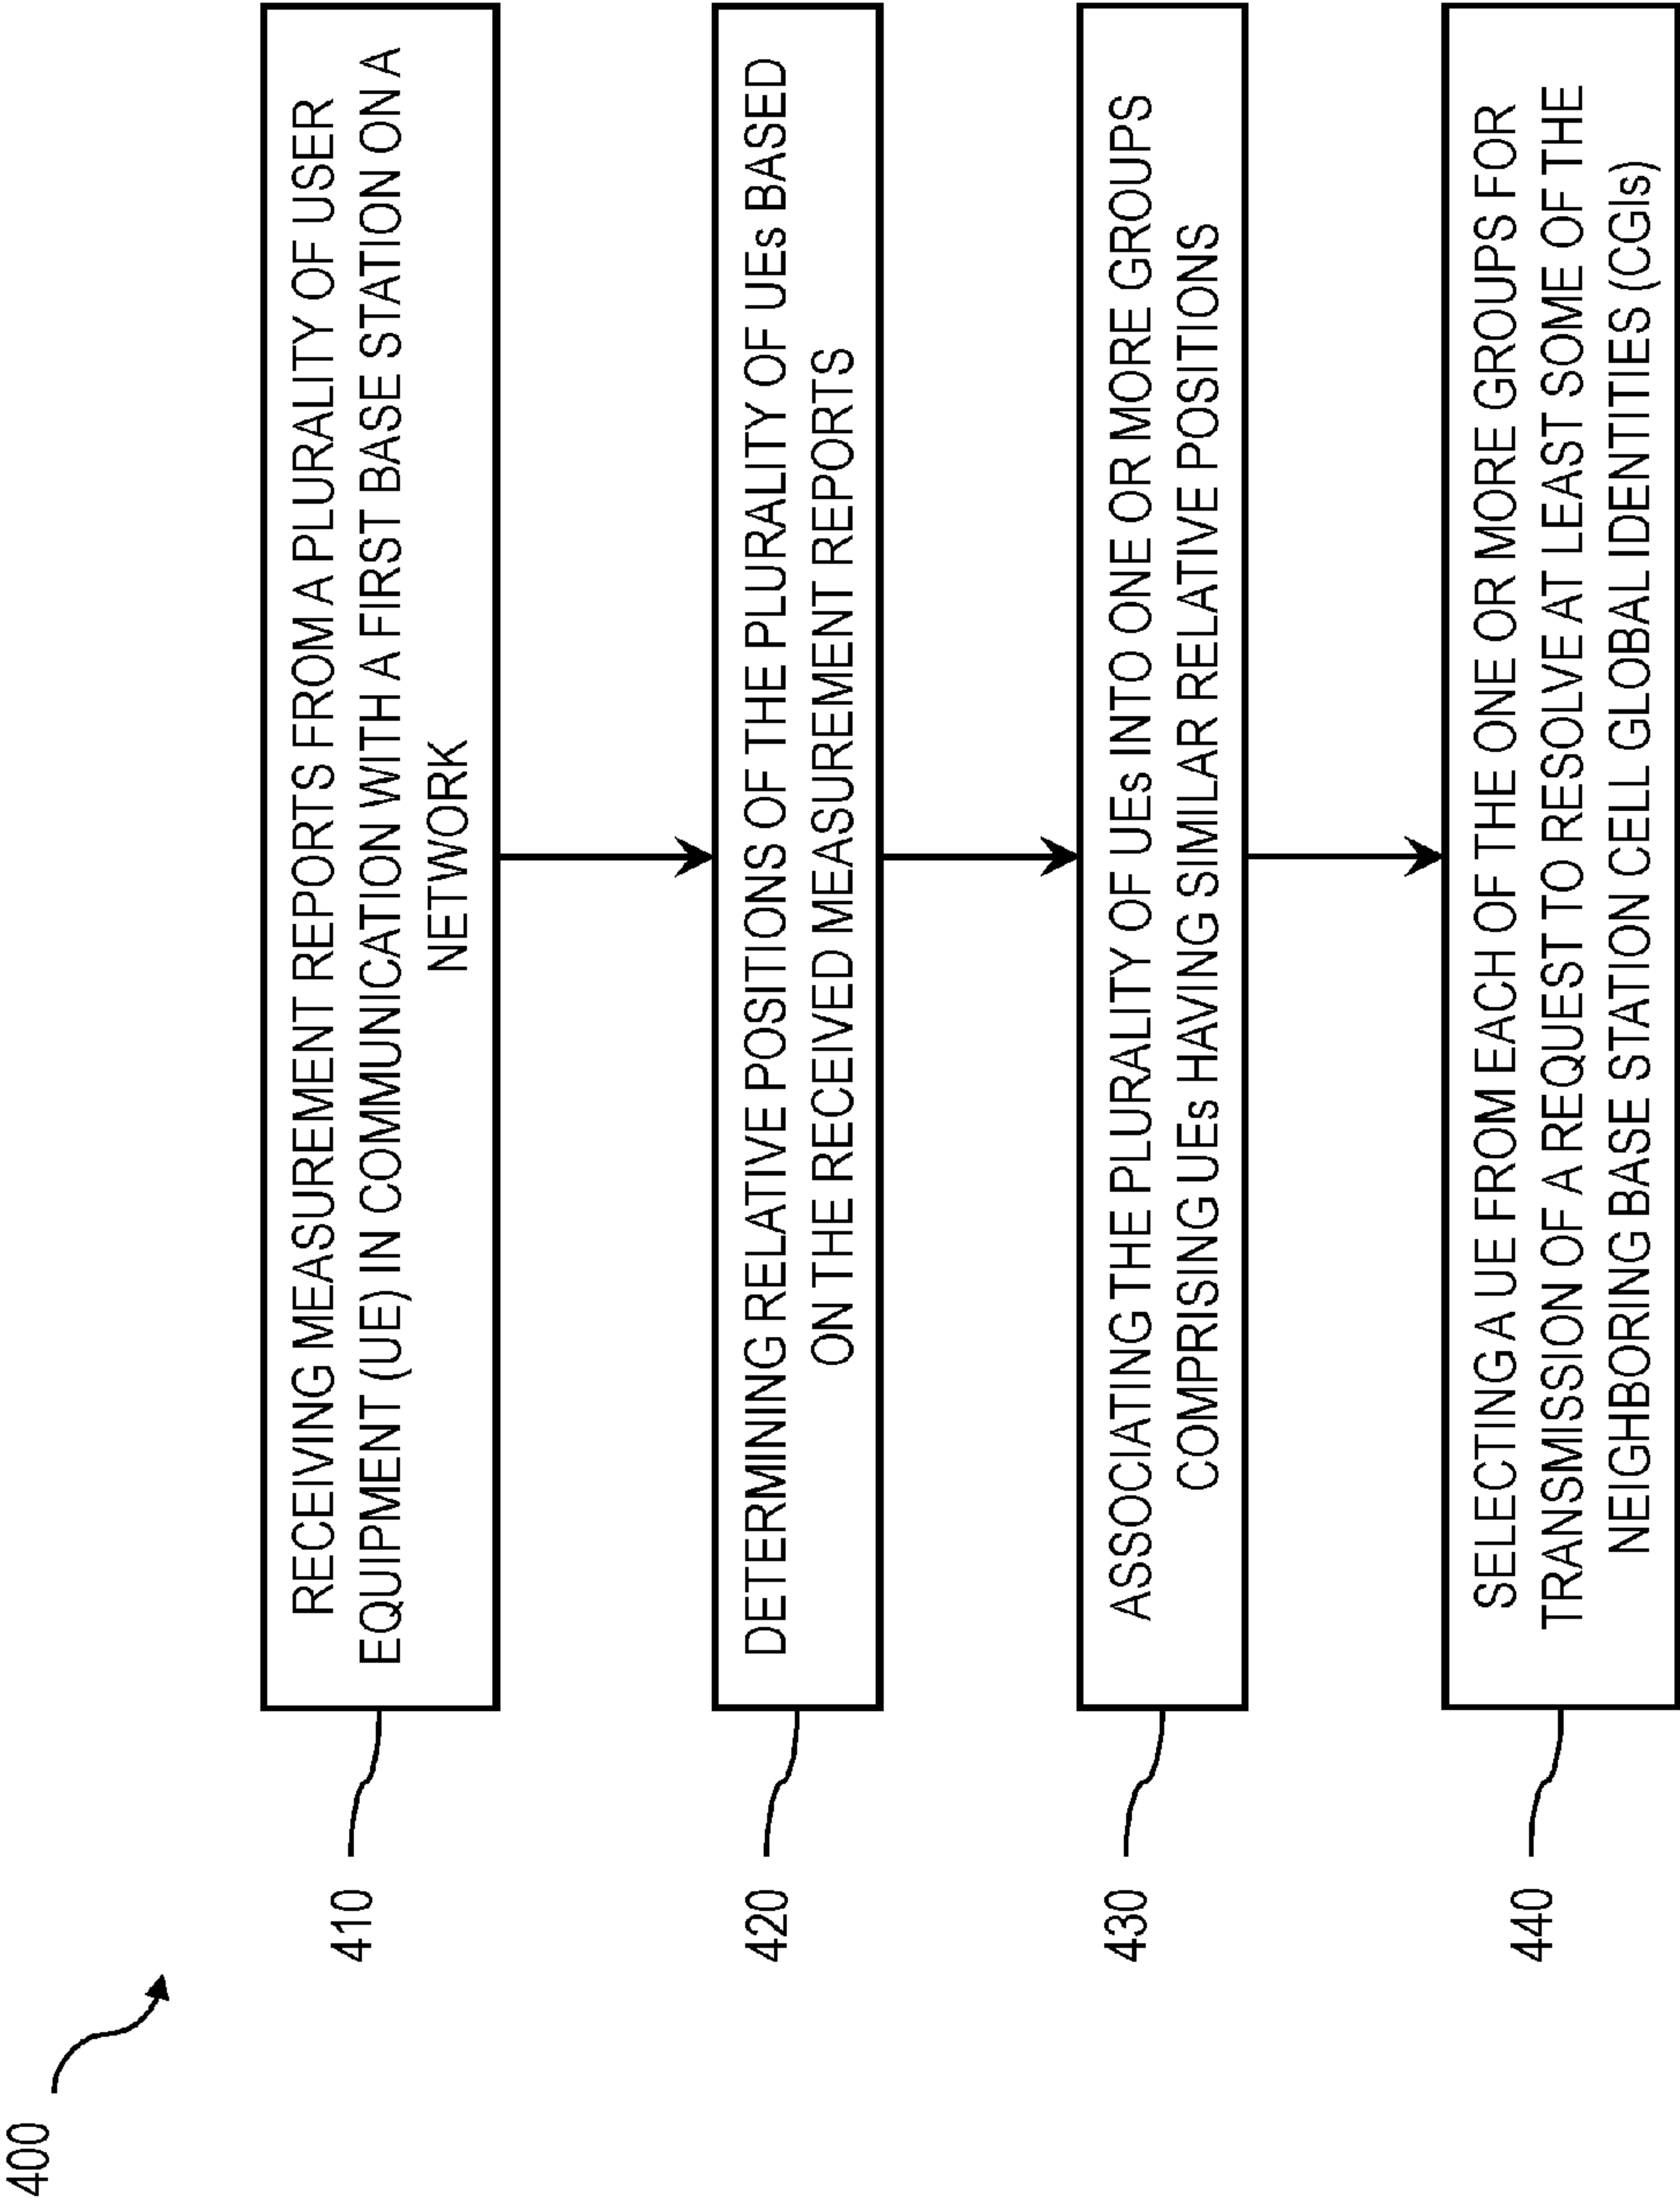 400
410
RECEIVING MEASUREMENT REPORTS FROM A PLURALITY OF USER
EQUIPMENT (UE) IN COMMUNICATION WITH A FIRST BASE STATION ON A
NETWORK
420
DETERMINING RELATIVE POSITIONS OF THE PLURALITY OF UEs BASED
ON THE RECEIVED MEASUREMENT REPORTS
430
ASSOCIATING THE PLURALITY OF UEs INTO ONE OR MORE GROUPS
COMPRISING UEs HAVING SIMILAR RELATIVE POSITIONS
440
SELECTING A UE FROM EACH OF THE ONE OR MORE GROUPS FOR
TRANSMISSION OF A REQUEST TO RESOLVE AT LEAST SOME OF THE
NEIGHBORING BASE STATION CELL GLOBAL IDENTITIES (CGIs)